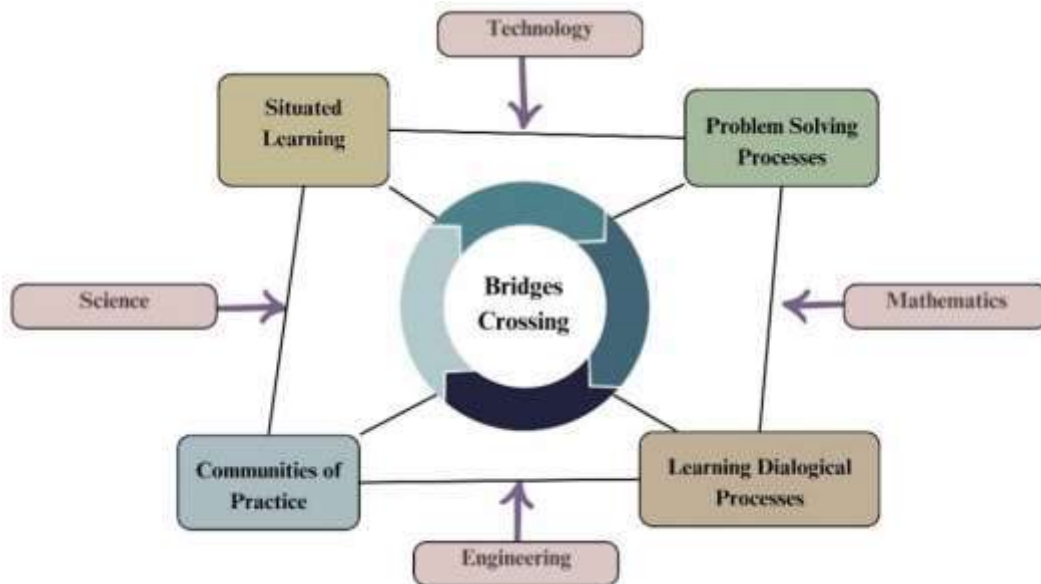 Technology
Situated
Learning
Problem Solving
Processes
Bridges
Crossing
Science
Mathematics
Communities of
Practice
Learning Dialogical
Processes
Engineering